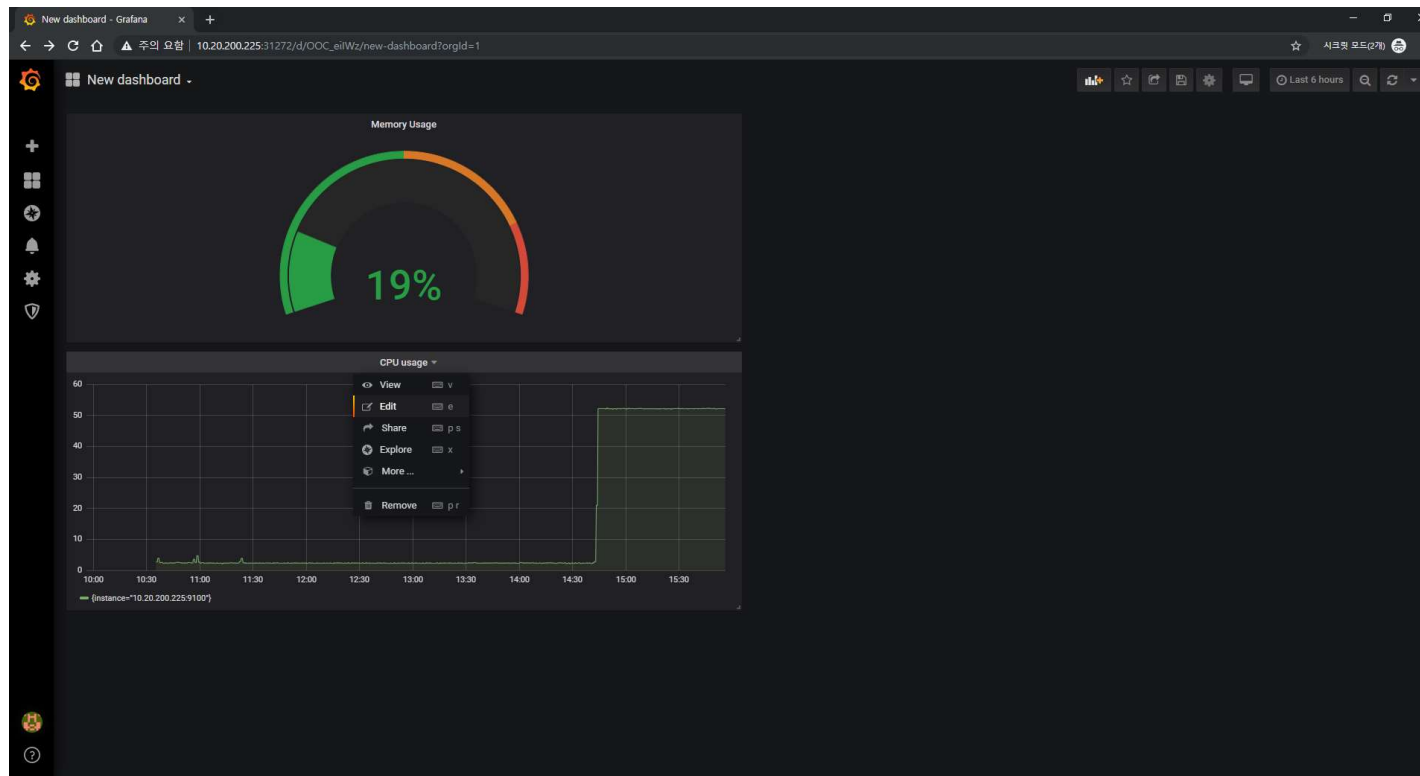 New dashboard - Grafana
주의 요함 | 10.20.200.225:31272/d/OOC_eiIWz/new-dashboard?orgId=1
시크릿 모드(2개)
New dashboard
Last 6 hours
Memory Usage
19%
CPU usage
View v
Edit e
Share p s
Explore x
More ...
Remove p r
60
50
40
30
20
10
0
10:00 10:30 11:00 11:30 12:00 12:30 13:00 13:30 14:00 14:30 15:00 15:30
{instance="10.20.200.225:9100"}